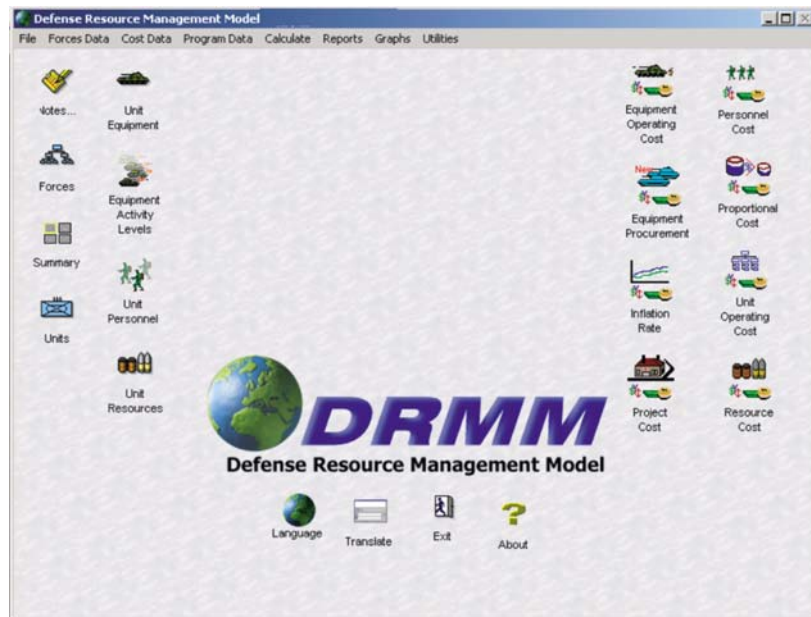 Defense Resource Management Model
File Forces Data Cost Data Program Data Calculate Reports Graphs Utilities
Notes...
Forces
Summary
Units
Unit
Equipment
Equipment
Activity
Levels
Unit
Personnel
Unit
Resources
Equipment
Operating
Cost
New
Equipment
Procurement
Inflation
Rate
Project
Cost
Personnel
Cost
Proportional
Cost
Unit
Operating
Cost
Resource
Cost
DRMM
Defense Resource Management Model
Language
Translate
Exit
?
About